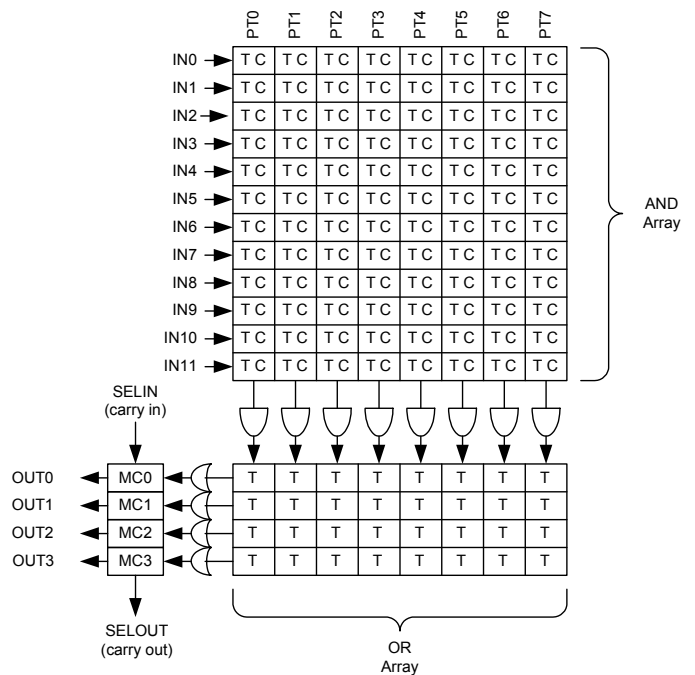 PT0 PT1 PT2 PT3 PT4 PT5 PT6 PT7
IN0 T C T C T C T C T C T C T C T C
IN1 T C T C T C T C T C T C T C T C
IN2 T C T C T C T C T C T C T C T C
IN3 T C T C T C T C T C T C T C T C
IN4 T C T C T C T C T C T C T C T C
IN5 T C T C T C T C T C T C T C T C
IN6 T C T C T C T C T C T C T C T C
IN7 T C T C T C T C T C T C T C T C
IN8 T C T C T C T C T C T C T C T C
IN9 T C T C T C T C T C T C T C T C
IN10 T C T C T C T C T C T C T C T C
IN11 T C T C T C T C T C T C T C T C
AND
Array
SELIN
(carry in)
OUT0 MC0 T T T T T T T T
OUT1 MC1 T T T T T T T T
OUT2 MC2 T T T T T T T T
OUT3 MC3 T T T T T T T T
SELOUT
(carry out)
OR
Array